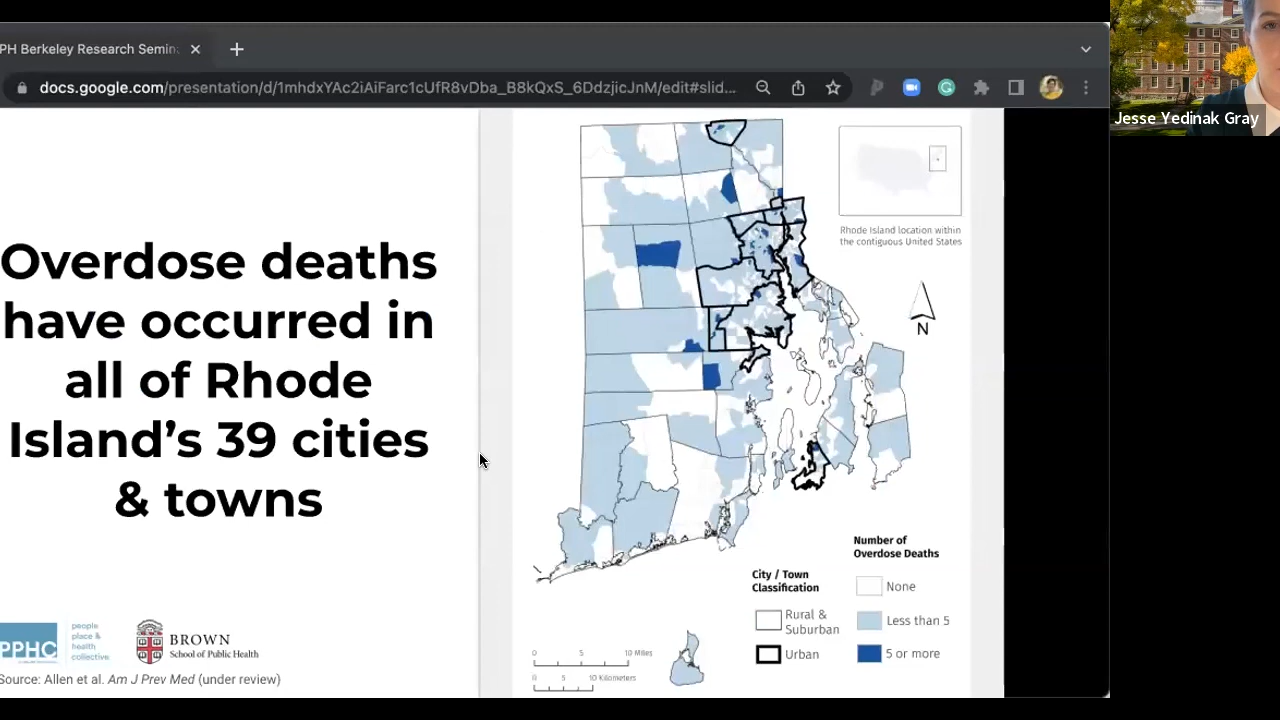 PH Berkeley Research Semin
docs.google.com/presentation/d/1mhdxYAc2iAiFarc1cUfR8vDba_B8kQxS_6DdzjicJnM/edit#slid...
Jesse Yedinak Gray
Overdose deaths
have occurred in
all of Rhode
Island’s 39 cities
& towns
PPHC
people
place &
health
collective
BROWN
School of Public Health
Source: Allen et al. Am J Prev Med (under review)
Rhode Island location within
the contiguous United States
N
Number of
Overdose Deaths
None
Less than 5
5 or more
City / Town
Classification
Rural &
Suburban
Urban
0 5 10 Miles
0 5 10 Kilometers